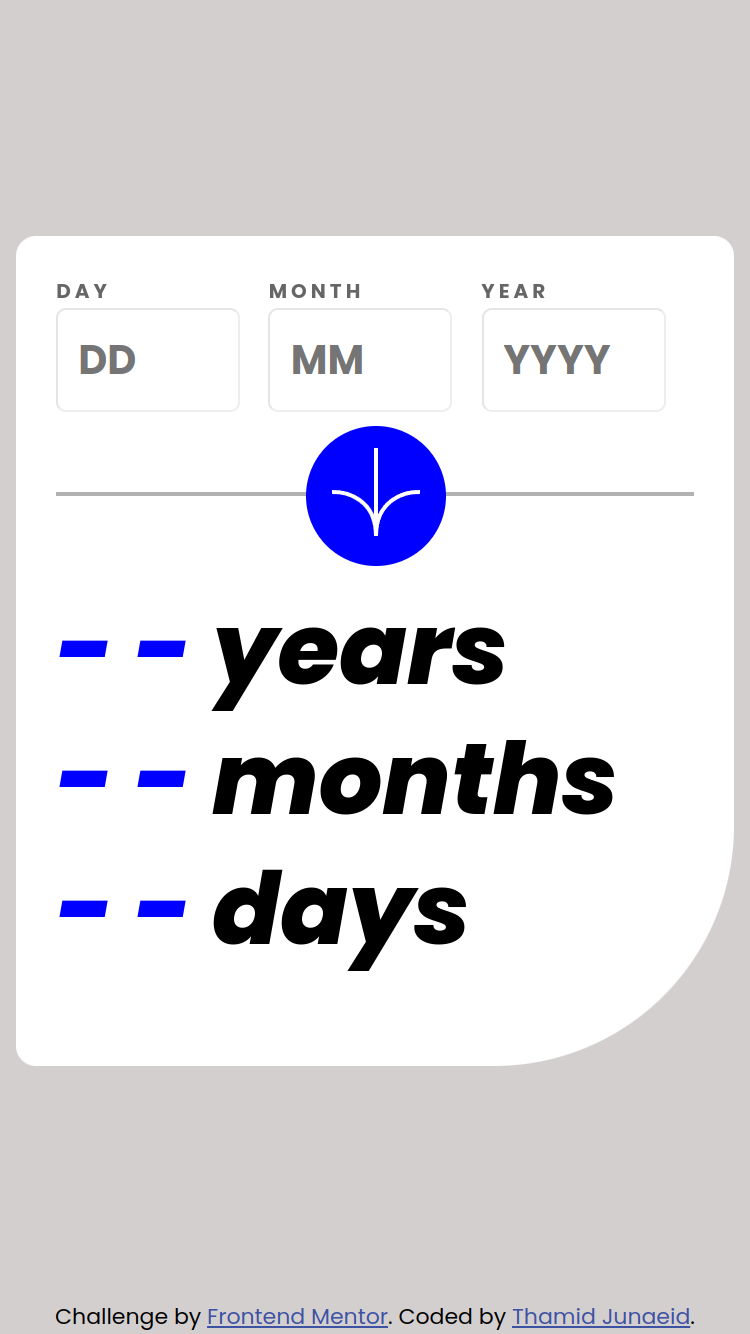 DAY MONTH YEAR
DD MM YYYY
- - years
- - months
- - days
Challenge by Frontend Mentor. Coded by Thamid Junaeid.